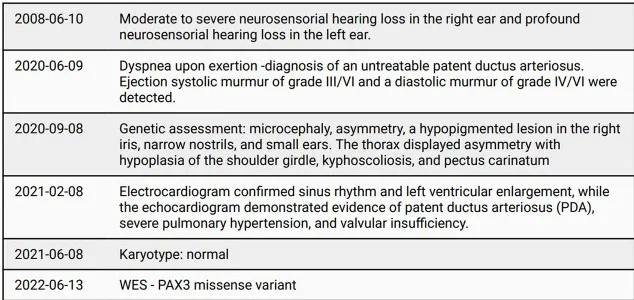 2008-06-10 Moderate to severe neurosensorial hearing loss in the right ear and profound
neurosensorial hearing loss in the left ear.
2020-06-09 Dyspnea upon exertion -diagnosis of an untreatable patent ductus arteriosus.
Ejection systolic murmur of grade III/VI and a diastolic murmur of grade IV/VI were
detected.
2020-09-08 Genetic assessment: microcephaly, asymmetry, a hypopigmented lesion in the right
iris, narrow nostrils, and small ears. The thorax displayed asymmetry with
hypoplasia of the shoulder girdle, kyphoscoliosis, and pectus carinatum
2021-02-08 Electrocardiogram confirmed sinus rhythm and left ventricular enlargement, while
the echocardiogram demonstrated evidence of patent ductus arteriosus (PDA),
severe pulmonary hypertension, and valvular insufficiency.
2021-06-08 Karyotype: normal
2022-06-13 WES - PAX3 missense variant